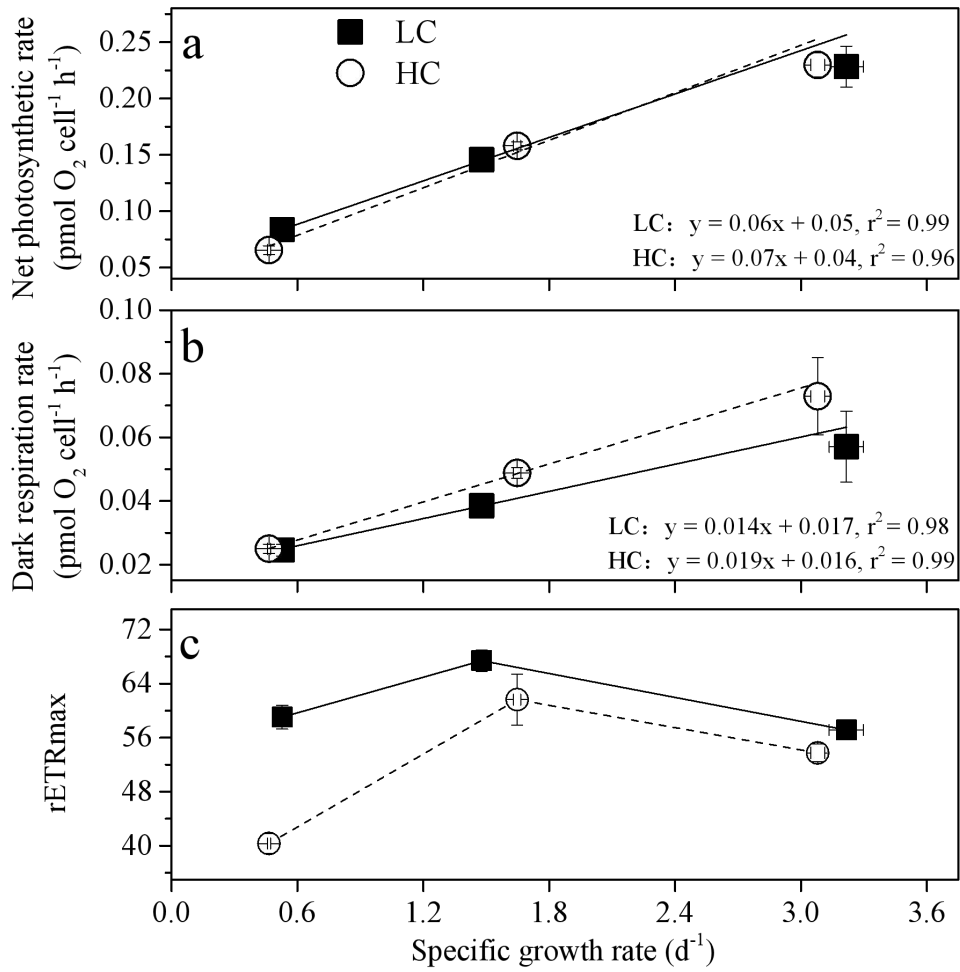 a
LC
HC
Net photosynthetic rate
(pmol O₂ cell⁻¹ h⁻¹)
0.25
0.20
0.15
0.10
0.05
LC: y = 0.06x + 0.05, r² = 0.99
HC: y = 0.07x + 0.04, r² = 0.96
b
Dark respiration rate
(pmol O₂ cell⁻¹ h⁻¹)
0.10
0.08
0.06
0.04
0.02
LC: y = 0.014x + 0.017, r² = 0.98
HC: y = 0.019x + 0.016, r² = 0.99
c
rETRmax
72
64
56
48
40
0.0 0.6 1.2 1.8 2.4 3.0 3.6
Specific growth rate (d⁻¹)